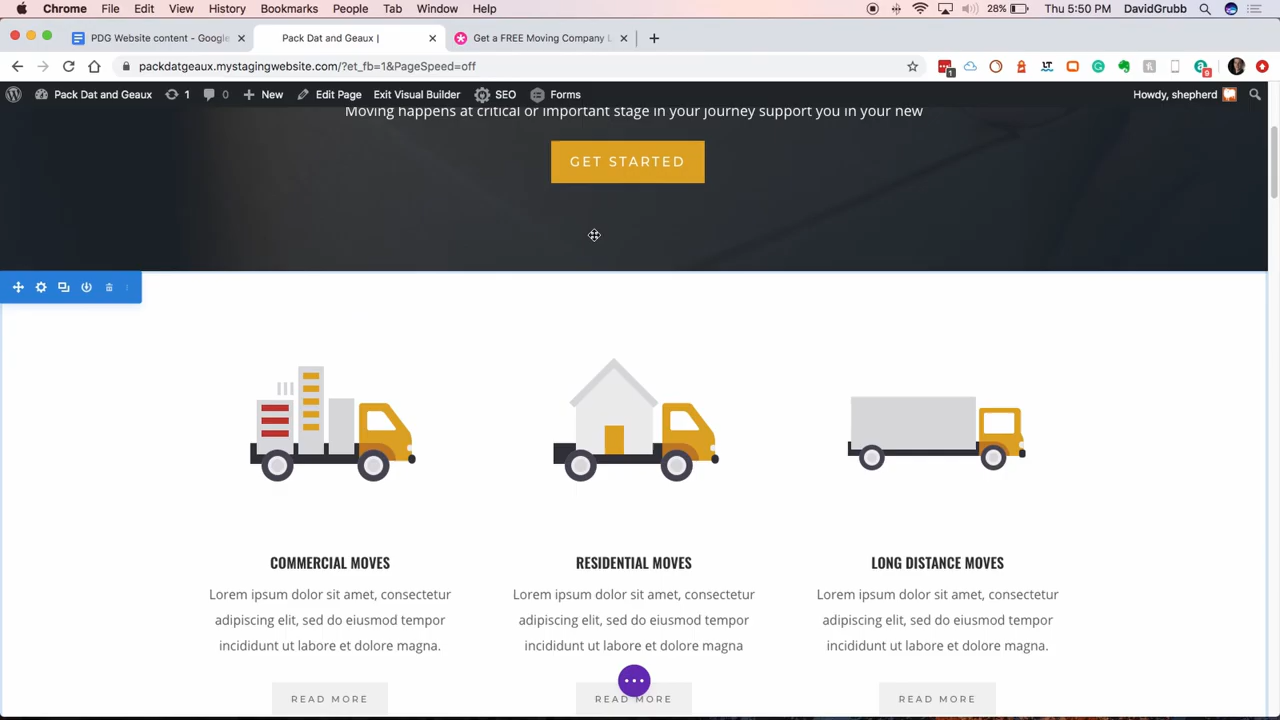 Chrome File Edit View History Bookmarks People Tab Window Help 28% Thu 5:50 PM DavidGrubb
PDG Website content - Google Pack Dat and Geaux | Get a FREE Moving Company L
packdatgeaux.mystagingwebsite.com/?et_fb=1&PageSpeed=off
Pack Dat and Geaux 1 0 New Edit Page Exit Visual Builder SEO Forms Howdy, shepherd
Moving happens at critical or important stage in your journey support you in your new
GET STARTED
COMMERCIAL MOVES
Lorem ipsum dolor sit amet, consectetur
adipiscing elit, sed do eiusmod tempor
incididunt ut labore et dolore magna.
READ MORE
RESIDENTIAL MOVES
Lorem ipsum dolor sit amet, consectetur
adipiscing elit, sed do eiusmod tempor
incididunt ut labore et dolore magna
READ MORE
LONG DISTANCE MOVES
Lorem ipsum dolor sit amet, consectetur
adipiscing elit, sed do eiusmod tempor
incididunt ut labore et dolore magna.
READ MORE